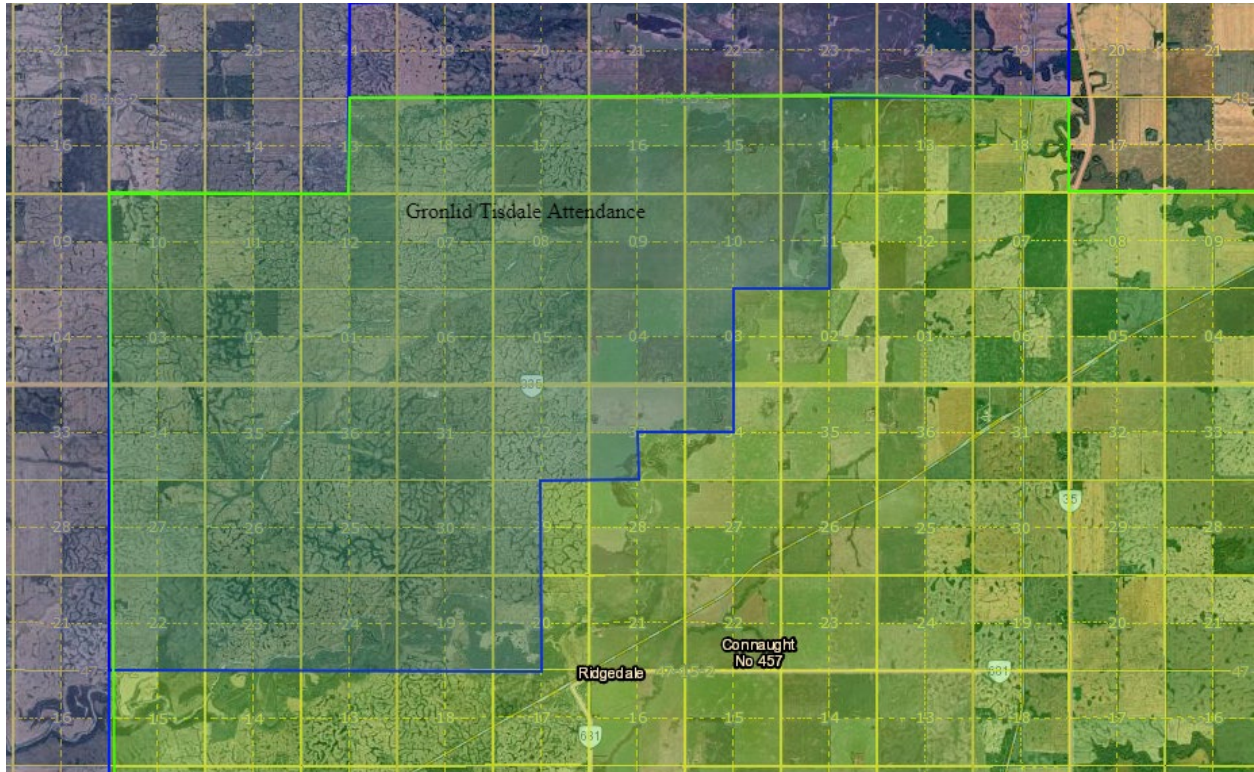 21 22 23 24 19 20 21 22 23 24 19 20 21
16 15 14 13 18 17 16 15 14 13 18 17 16
Gronlid/Tisdale Attendance
09 10 11 12 07 08 09 10 11 12 07 08 09
04 03 02 01 06 05 04 03 02 01 06 05 04
335
33 34 35 36 31 32 34 35 36 31 32 33
35
28 27 26 25 30 29 28 27 26 25 30 29 28
21 22 23 24 19 20 21 22 23 24 19 20 21
Connaught
No 457
Ridgedale
681
16 15 14 13 18 17 16 15 14 13 18 17 16
681